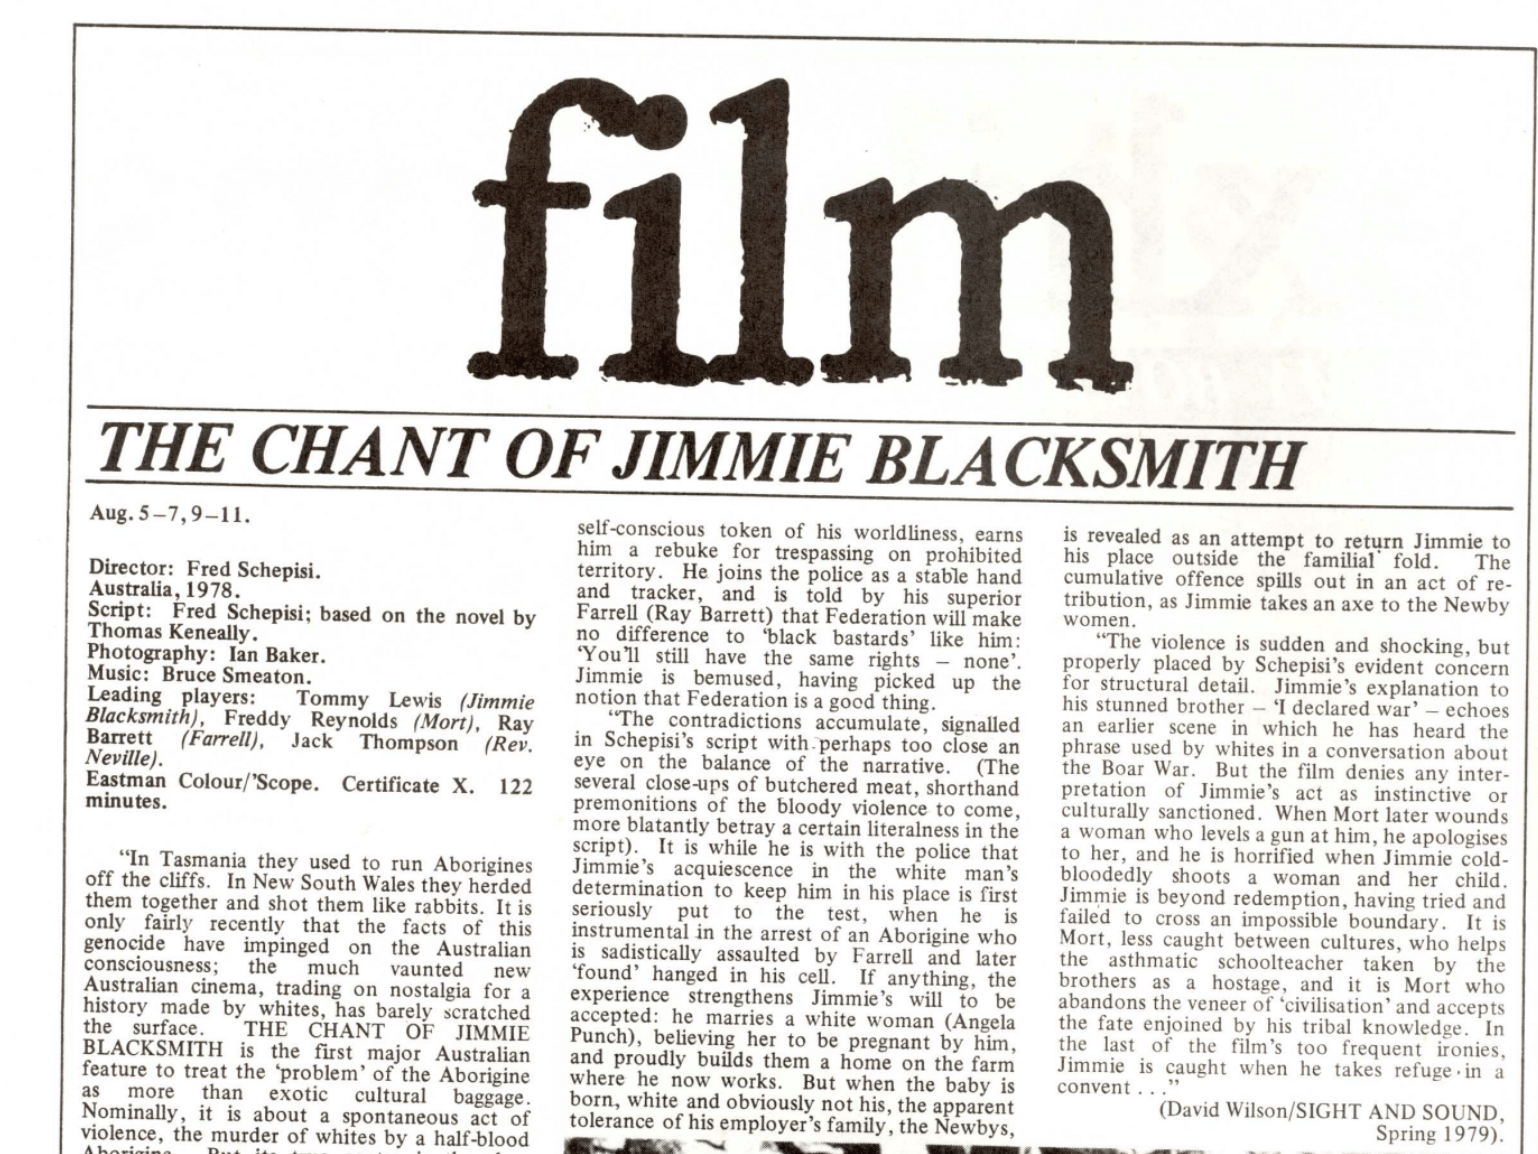 film
THE CHANT OF JIMMIE BLACKSMITH
Aug. 5–7, 9–11.
Director: Fred Schepisi.
Australia, 1978.
Script: Fred Schepisi; based on the novel by
Thomas Keneally.
Photography: Ian Baker.
Music: Bruce Smeaton.
Leading players: Tommy Lewis (Jimmie
Blacksmith), Freddy Reynolds (Mort), Ray
Barrett (Farrell), Jack Thompson (Rev.
Neville).
Eastman Colour/'Scope. Certificate X. 122
minutes.
“In Tasmania they used to run Aborigines
off the cliffs. In New South Wales they herded
them together and shot them like rabbits. It is
only fairly recently that the facts of this
genocide have impinged on the Australian
consciousness; the much vaunted new
Australian cinema, trading on nostalgia for a
history made by whites, has barely scratched
the surface. THE CHANT OF JIMMIE
BLACKSMITH is the first major Australian
feature to treat the ‘problem’ of the Aborigine
as more than exotic cultural baggage.
Nominally, it is about a spontaneous act of
violence, the murder of whites by a half-blood
self-conscious token of his worldliness, earns
him a rebuke for trespassing on prohibited
territory. He joins the police as a stable hand
and tracker, and is told by his superior
Farrell (Ray Barrett) that Federation will make
no difference to ‘black bastards’ like him:
‘You’ll still have the same rights – none’.
Jimmie is bemused, having picked up the
notion that Federation is a good thing.
“The contradictions accumulate, signalled
in Schepisi’s script with perhaps too close an
eye on the balance of the narrative. (The
several close-ups of butchered meat, shorthand
premonitions of the bloody violence to come,
more blatantly betray a certain literalness in the
script). It is while he is with the police that
Jimmie’s acquiescence in the white man’s
determination to keep him in his place is first
seriously put to the test, when he is
instrumental in the arrest of an Aborigine who
is sadistically assaulted by Farrell and later
‘found’ hanged in his cell. If anything, the
experience strengthens Jimmie’s will to be
accepted: he marries a white woman (Angela
Punch), believing her to be pregnant by him,
and proudly builds them a home on the farm
where he now works. But when the baby is
born, white and obviously not his, the apparent
tolerance of his employer’s family, the Newbys,
is revealed as an attempt to return Jimmie to
his place outside the familial fold. The
cumulative offence spills out in an act of re-
tribution, as Jimmie takes an axe to the Newby
women.
“The violence is sudden and shocking, but
properly placed by Schepisi’s evident concern
for structural detail. Jimmie’s explanation to
his stunned brother – ‘I declared war’ – echoes
an earlier scene in which he has heard the
phrase used by whites in a conversation about
the Boar War. But the film denies any inter-
pretation of Jimmie’s act as instinctive or
culturally sanctioned. When Mort later wounds
a woman who levels a gun at him, he apologises
to her, and he is horrified when Jimmie cold-
bloodedly shoots a woman and her child.
Jimmie is beyond redemption, having tried and
failed to cross an impossible boundary. It is
Mort, less caught between cultures, who helps
the asthmatic schoolteacher taken by the
brothers as a hostage, and it is Mort who
abandons the veneer of ‘civilisation’ and accepts
the fate enjoined by his tribal knowledge. In
the last of the film’s too frequent ironies,
Jimmie is caught when he takes refuge in a
convent . . .”
(David Wilson/SIGHT AND SOUND,
Spring 1979).